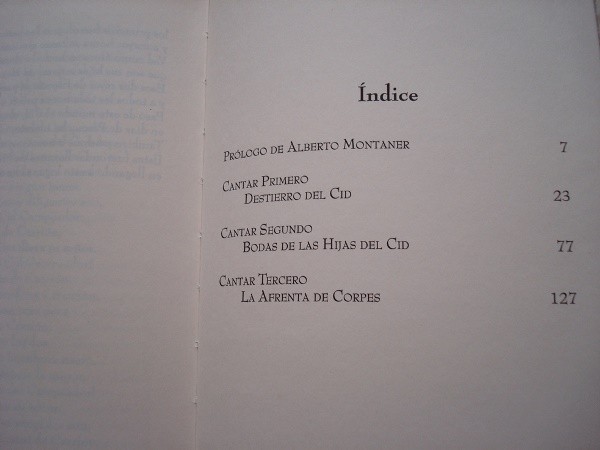 Índice
Prólogo de Alberto Montaner 7
Cantar Primero
Destierro del Cid 23
Cantar Segundo
Bodas de las Hijas del Cid 77
Cantar Tercero
La Afrenta de Corpes 127